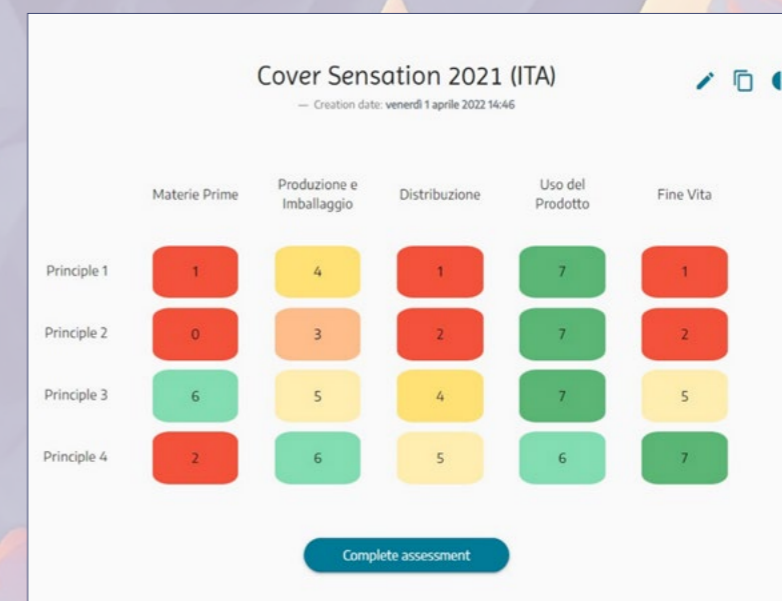 Cover Sensation 2021 (ITA)
— Creation date: venerdì 1 aprile 2022 14:46
Materie Prime
Produzione e
Imballaggio
Distribuzione
Uso del
Prodotto
Fine Vita
Principle 1 1 4 1 7 1
Principle 2 0 3 2 7 2
Principle 3 6 5 4 7 5
Principle 4 2 6 5 6 7
Complete assessment